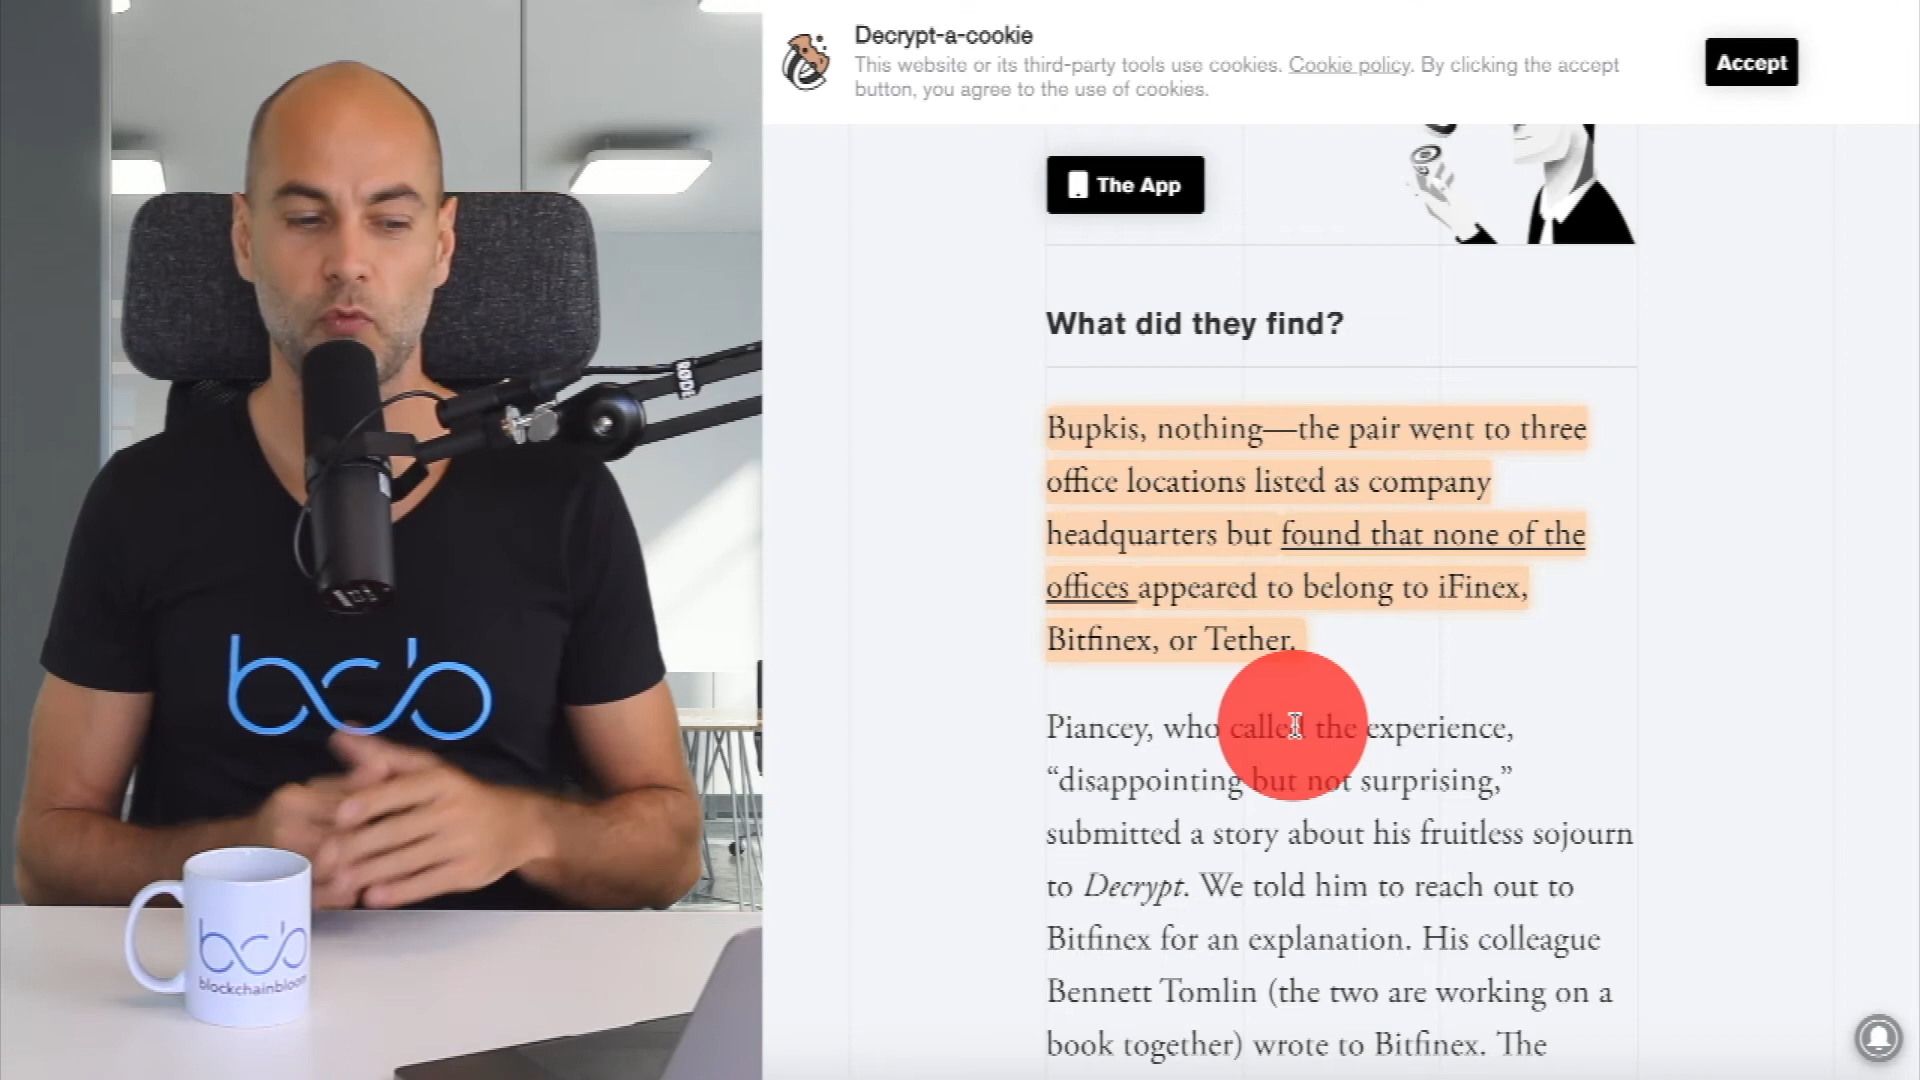 Decrypt-a-cookie
This website or its third-party tools use cookies. Cookie policy. By clicking the accept
button, you agree to the use of cookies.
Accept
The App
What did they find?
Bupkis, nothing—the pair went to three
office locations listed as company
headquarters but found that none of the
offices appeared to belong to iFinex,
Bitfinex, or Tether.
Piancey, who called the experience,
“disappointing but not surprising,”
submitted a story about his fruitless sojourn
to Decrypt. We told him to reach out to
Bitfinex for an explanation. His colleague
Bennett Tomlin (the two are working on a
book together) wrote to Bitfinex. The
RØDE
bcb
bcb
blockchainbloom